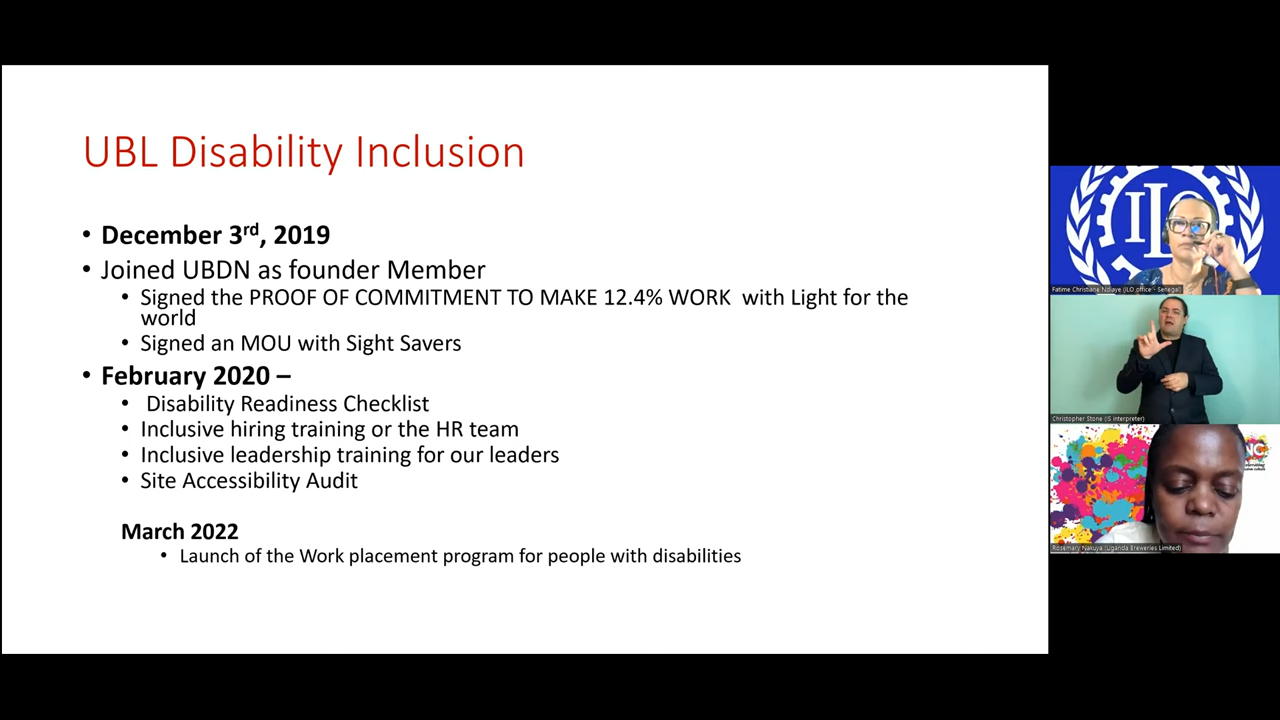 UBL Disability Inclusion
• December 3rd, 2019
• Joined UBDN as founder Member
• Signed the PROOF OF COMMITMENT TO MAKE 12.4% WORK with Light for the
world
• Signed an MOU with Sight Savers
• February 2020 –
• Disability Readiness Checklist
• Inclusive hiring training or the HR team
• Inclusive leadership training for our leaders
• Site Accessibility Audit
March 2022
• Launch of the Work placement program for people with disabilities
ILO
Fatime Christiane Ndiaye (ILO office - Senegal)
Christopher Stone (IS interpreter)
Rosemary Nakuya (Uganda Breweries Limited)